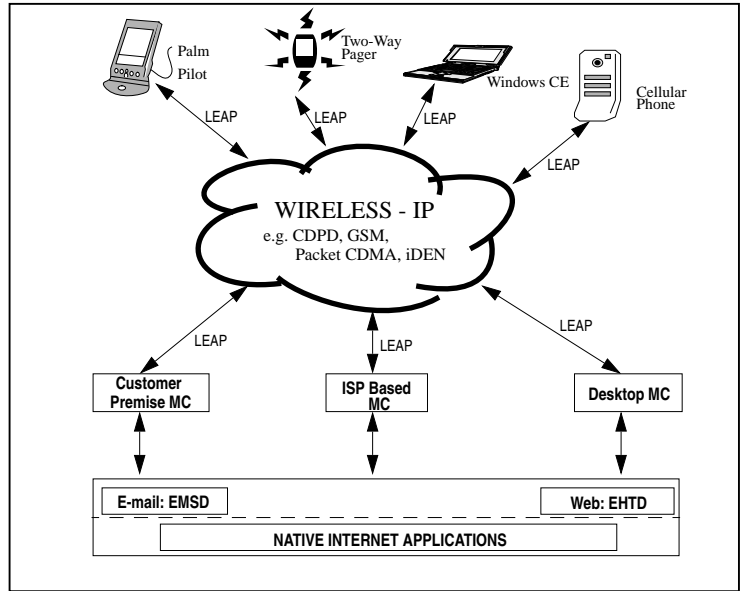 Palm
Pilot
Two-Way
Pager
Windows CE
Cellular
Phone
LEAP
LEAP
LEAP
LEAP
WIRELESS - IP
e.g. CDPD, GSM,
Packet CDMA, iDEN
LEAP
LEAP
LEAP
Customer
Premise MC
ISP Based
MC
Desktop MC
E-mail: EMSD
Web: EHTD
NATIVE INTERNET APPLICATIONS